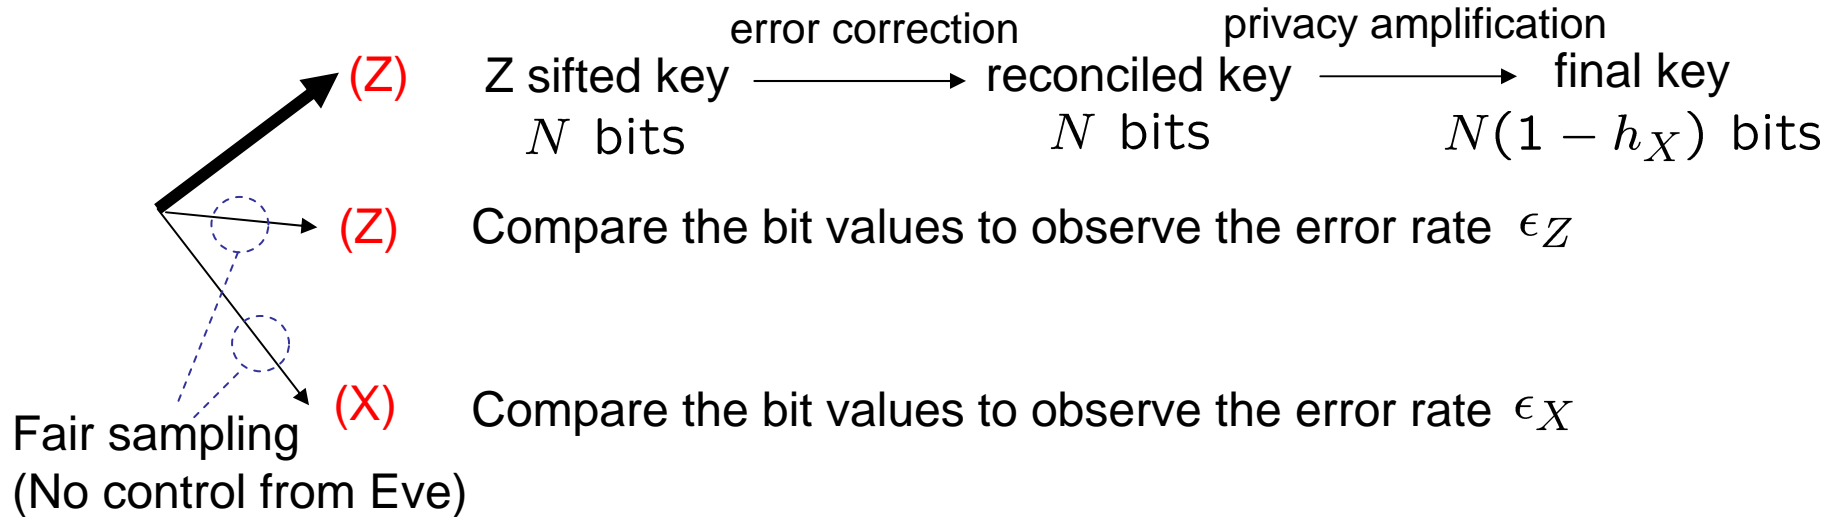 error correction
privacy amplification
(Z) Z sifted key reconciled key final key
N bits N bits N(1 − h_X) bits
(Z) Compare the bit values to observe the error rate ϵ_Z
(X) Compare the bit values to observe the error rate ϵ_X
Fair sampling
(No control from Eve)